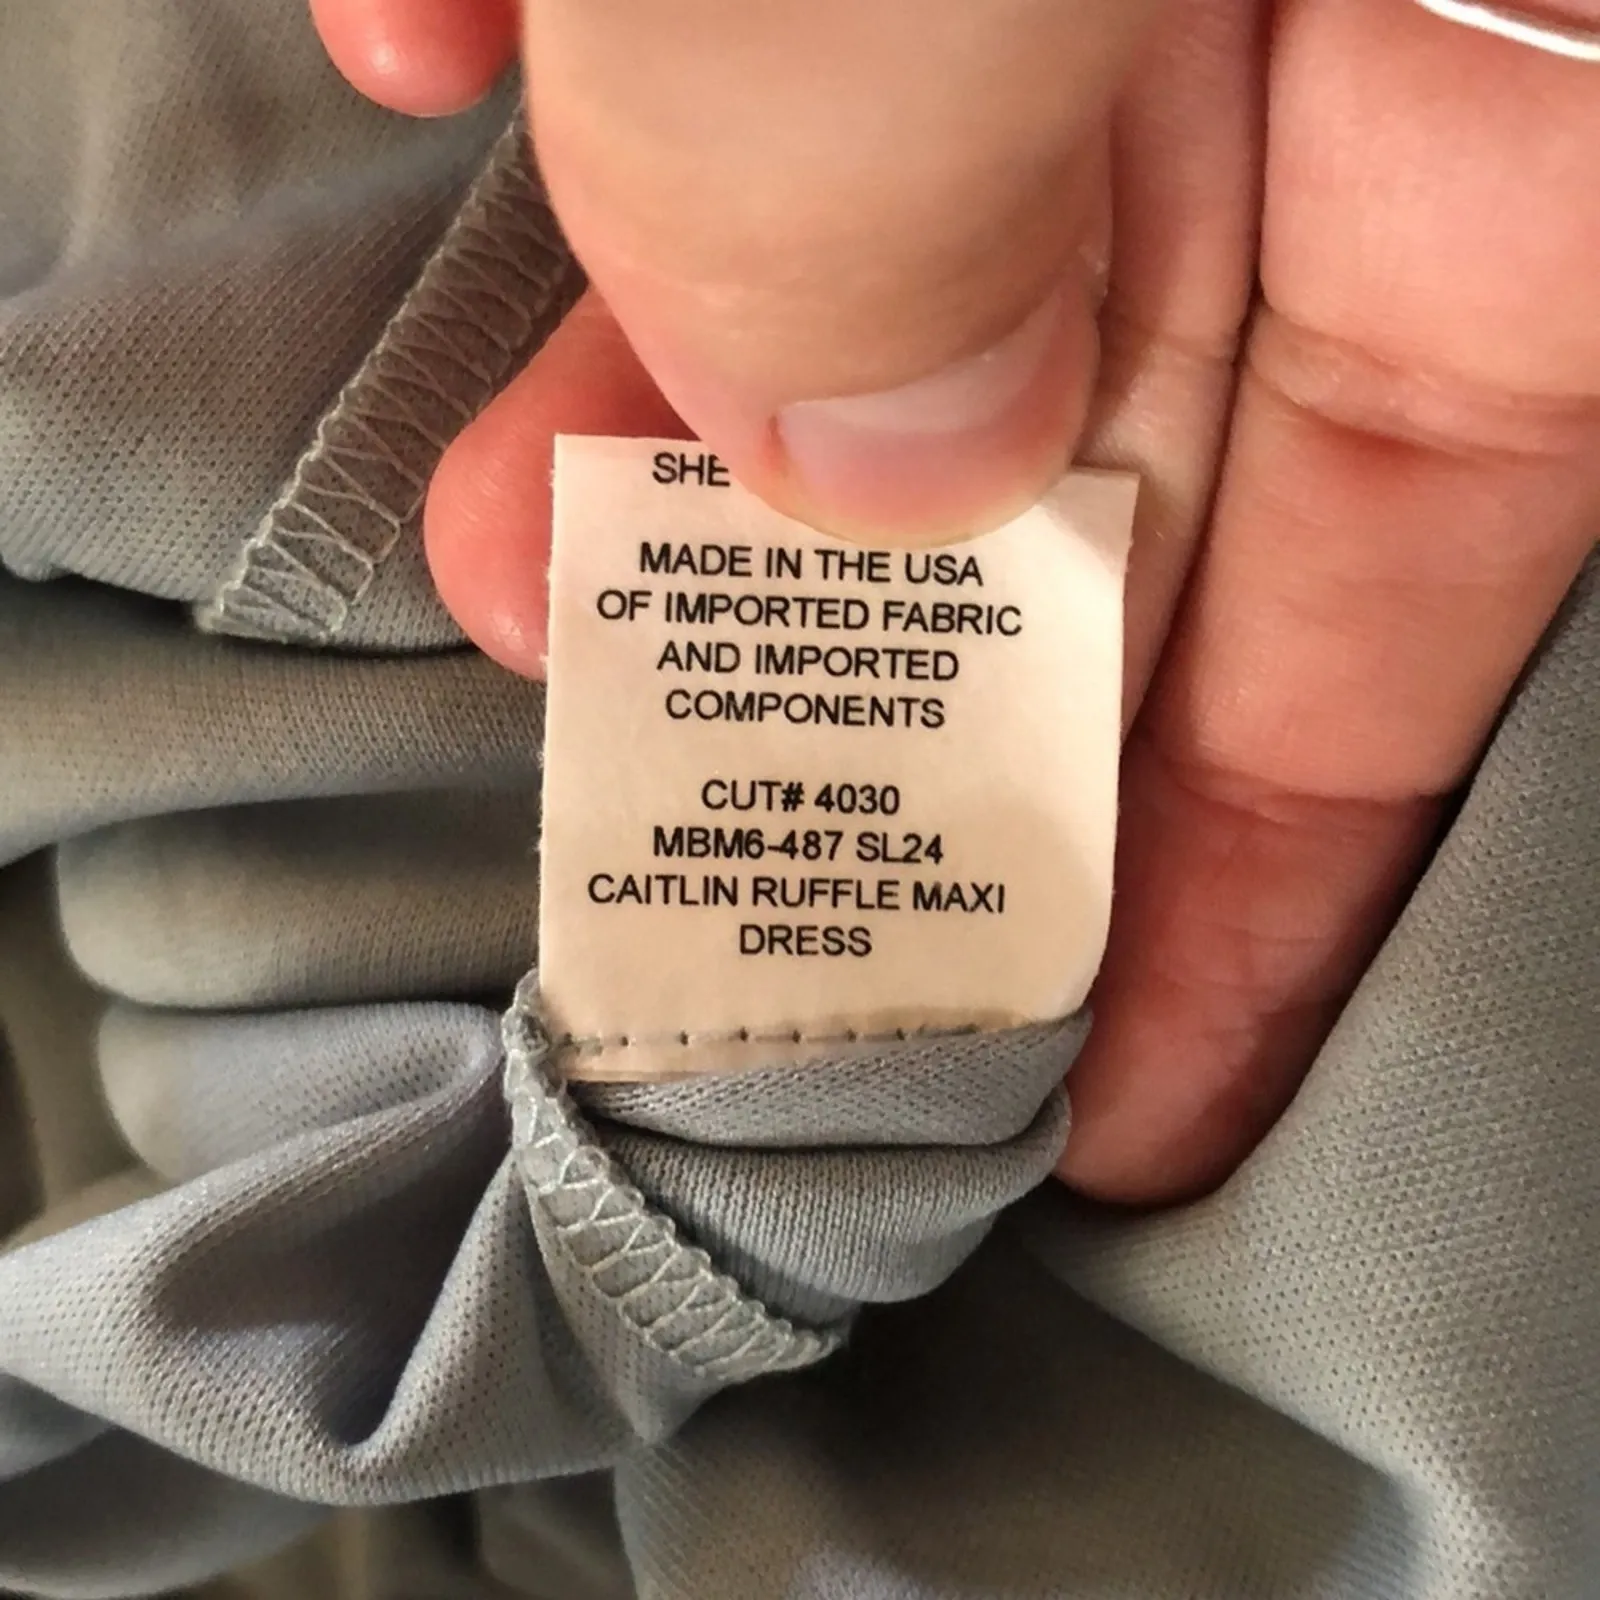 MADE IN THE USA
OF IMPORTED FABRIC
AND IMPORTED
COMPONENTS
CUT# 4030
MBM6-487 SL24
CAITLIN RUFFLE MAXI
DRESS